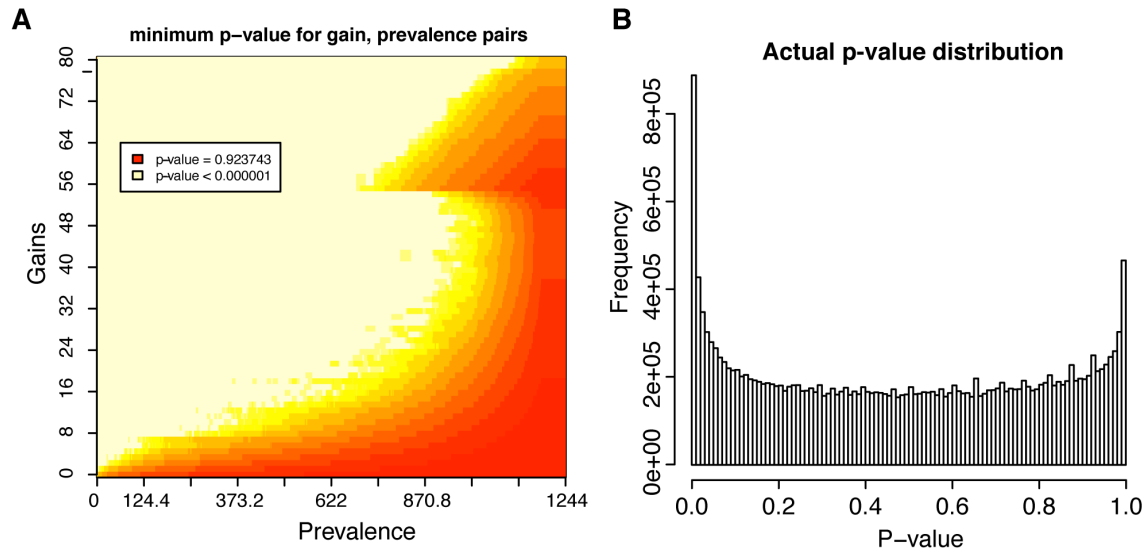 A
minimum p-value for gain, prevalence pairs
Gains
80
72
64
56
48
40
32
24
16
8
0
p-value = 0.923743
p-value < 0.000001
0 124.4 373.2 622 870.8 1244
Prevalence
B
Actual p-value distribution
Frequency
8e+05
6e+05
4e+05
2e+05
0e+00
0.0 0.2 0.4 0.6 0.8 1.0
P-value